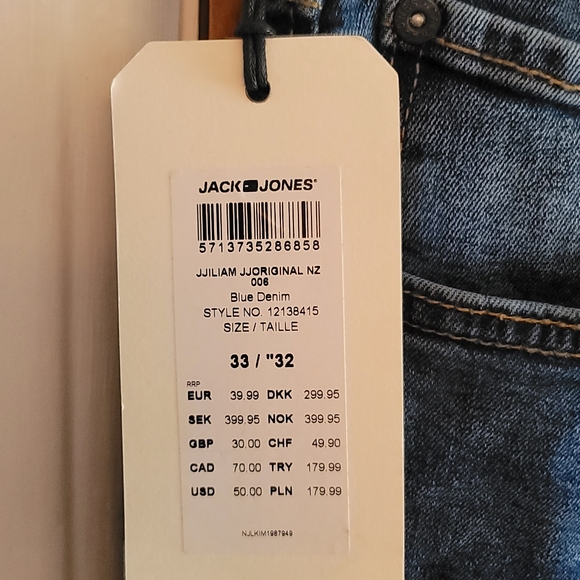 JACK JONES®
5713735286858
JJILIAM JJORIGINAL NZ
006
Blue Denim
STYLE NO. 12138415
SIZE / TAILLE
33 / "32
RRP
EUR 39.99 DKK 299.95
SEK 399.95 NOK 399.95
GBP 30.00 CHF 49.90
CAD 70.00 TRY 179.99
USD 50.00 PLN 179.99
NJLKIM1987949